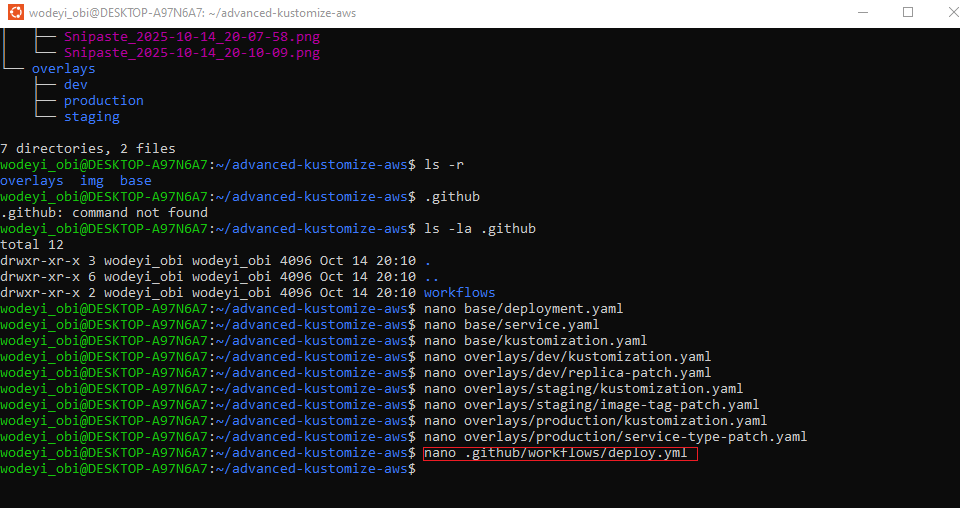 wodeyi_obi@DESKTOP-A97N6A7: ~/advanced-kustomize-aws
│   ├── Snipaste_2025-10-14_20-07-58.png
│   └── Snipaste_2025-10-14_20-10-09.png
└── overlays
    ├── dev
    ├── production
    └── staging
7 directories, 2 files
wodeyi_obi@DESKTOP-A97N6A7:~/advanced-kustomize-aws$ ls -r
overlays  img  base
wodeyi_obi@DESKTOP-A97N6A7:~/advanced-kustomize-aws$ .github
.github: command not found
wodeyi_obi@DESKTOP-A97N6A7:~/advanced-kustomize-aws$ ls -la .github
total 12
drwxr-xr-x 3 wodeyi_obi wodeyi_obi 4096 Oct 14 20:10 .
drwxr-xr-x 6 wodeyi_obi wodeyi_obi 4096 Oct 14 20:10 ..
drwxr-xr-x 2 wodeyi_obi wodeyi_obi 4096 Oct 14 20:10 workflows
wodeyi_obi@DESKTOP-A97N6A7:~/advanced-kustomize-aws$ nano base/deployment.yaml
wodeyi_obi@DESKTOP-A97N6A7:~/advanced-kustomize-aws$ nano base/service.yaml
wodeyi_obi@DESKTOP-A97N6A7:~/advanced-kustomize-aws$ nano base/kustomization.yaml
wodeyi_obi@DESKTOP-A97N6A7:~/advanced-kustomize-aws$ nano overlays/dev/kustomization.yaml
wodeyi_obi@DESKTOP-A97N6A7:~/advanced-kustomize-aws$ nano overlays/dev/replica-patch.yaml
wodeyi_obi@DESKTOP-A97N6A7:~/advanced-kustomize-aws$ nano overlays/staging/kustomization.yaml
wodeyi_obi@DESKTOP-A97N6A7:~/advanced-kustomize-aws$ nano overlays/staging/image-tag-patch.yaml
wodeyi_obi@DESKTOP-A97N6A7:~/advanced-kustomize-aws$ nano overlays/production/kustomization.yaml
wodeyi_obi@DESKTOP-A97N6A7:~/advanced-kustomize-aws$ nano overlays/production/service-type-patch.yaml
wodeyi_obi@DESKTOP-A97N6A7:~/advanced-kustomize-aws$ nano .github/workflows/deploy.yml
wodeyi_obi@DESKTOP-A97N6A7:~/advanced-kustomize-aws$